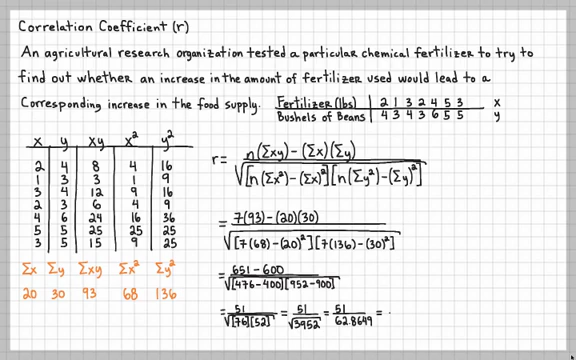 Correlation Coefficient (r)
An agricultural research organization tested a particular chemical fertilizer to try to
find out whether an increase in the amount of fertilizer used would lead to a
Corresponding increase in the food supply. Fertilizer (lbs) 2 1 3 2 4 5 3 x
Bushels of Beans 4 3 4 3 6 5 5 y
x y xy x² y²
2 4 8 4 16
1 3 3 1 9
3 4 12 9 16
2 3 6 4 9
4 6 24 16 36
5 5 25 25 25
3 5 15 9 25
Σx Σy Σxy Σx² Σy²
20 30 93 68 136
r = n(Σxy) - (Σx)(Σy) / √[n(Σx²) - (Σx)²][n(Σy²) - (Σy)²]
= 7(93) - (20)(30) / √[7(68) - (20)²][7(136) - (30)²]
= 651 - 600 / √[476 - 400][952 - 900]
= 51 / √[76][52] = 51 / √3952 = 51 / 62.8649 =